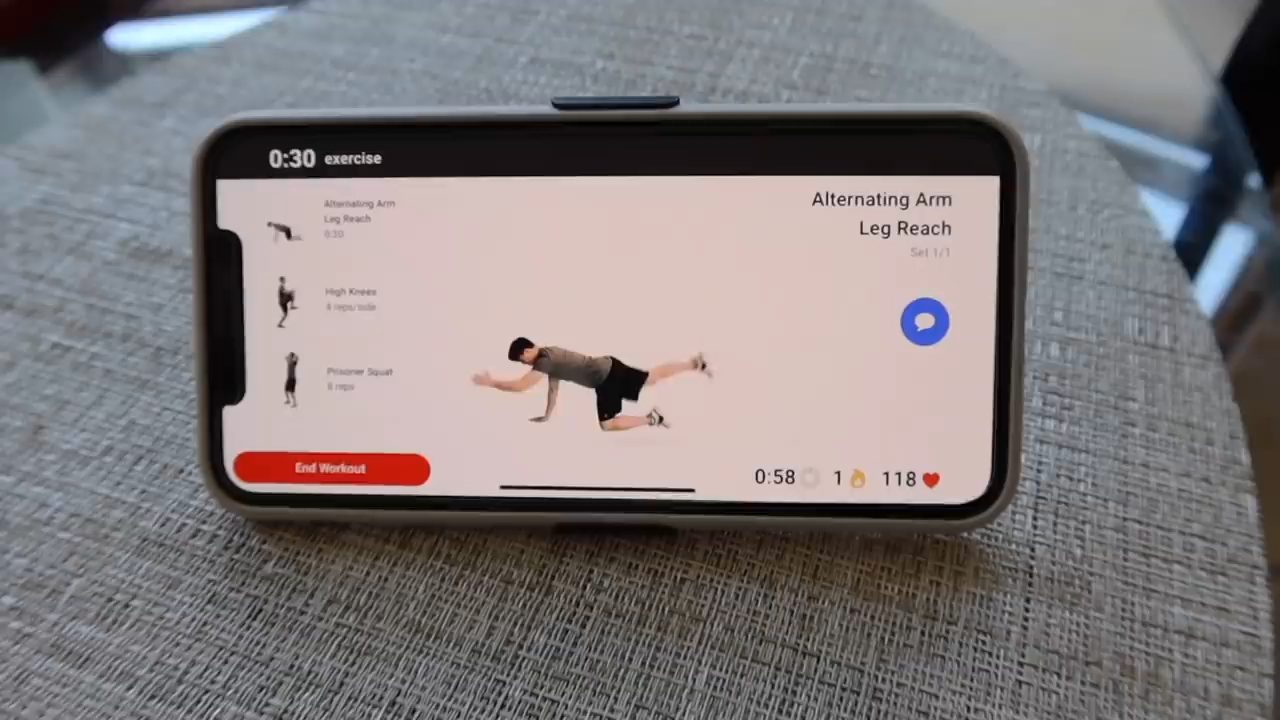 0:30 exercise
Alternating Arm
Leg Reach
0:30
High Knees
4 reps/side
Prisoner Squat
8 reps
End Workout
Alternating Arm
Leg Reach
Set 1/1
0:58 1 118